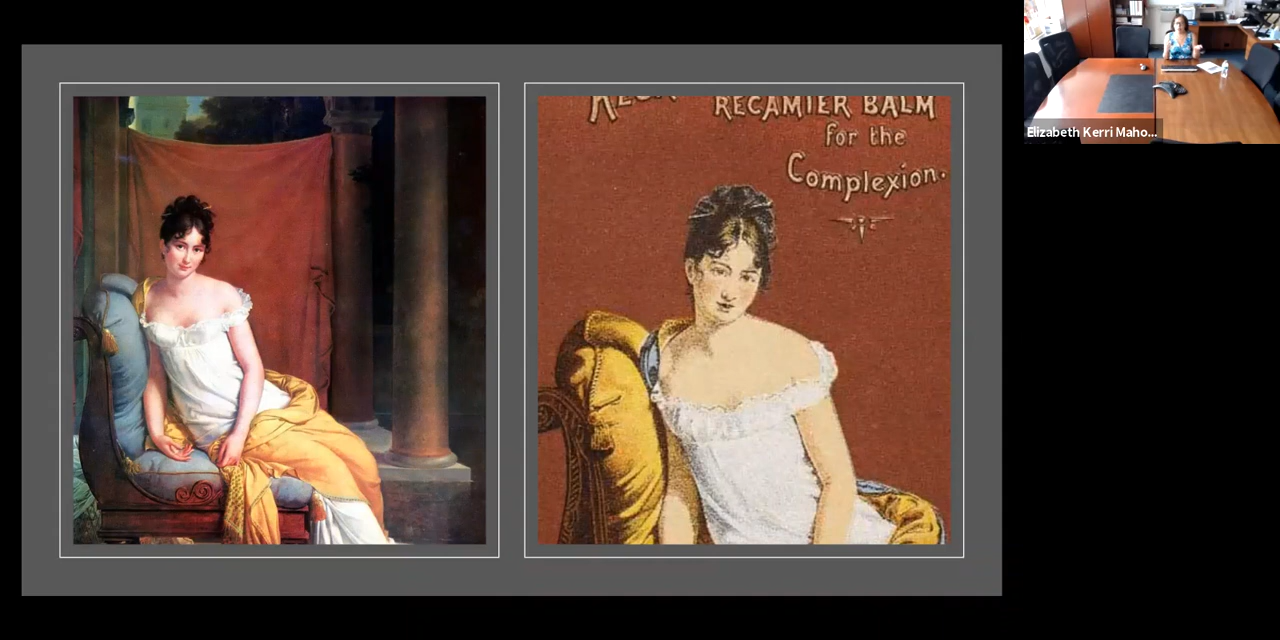 RECAMIER BALM
for the
Complexion.
Elizabeth Kerri Maho...